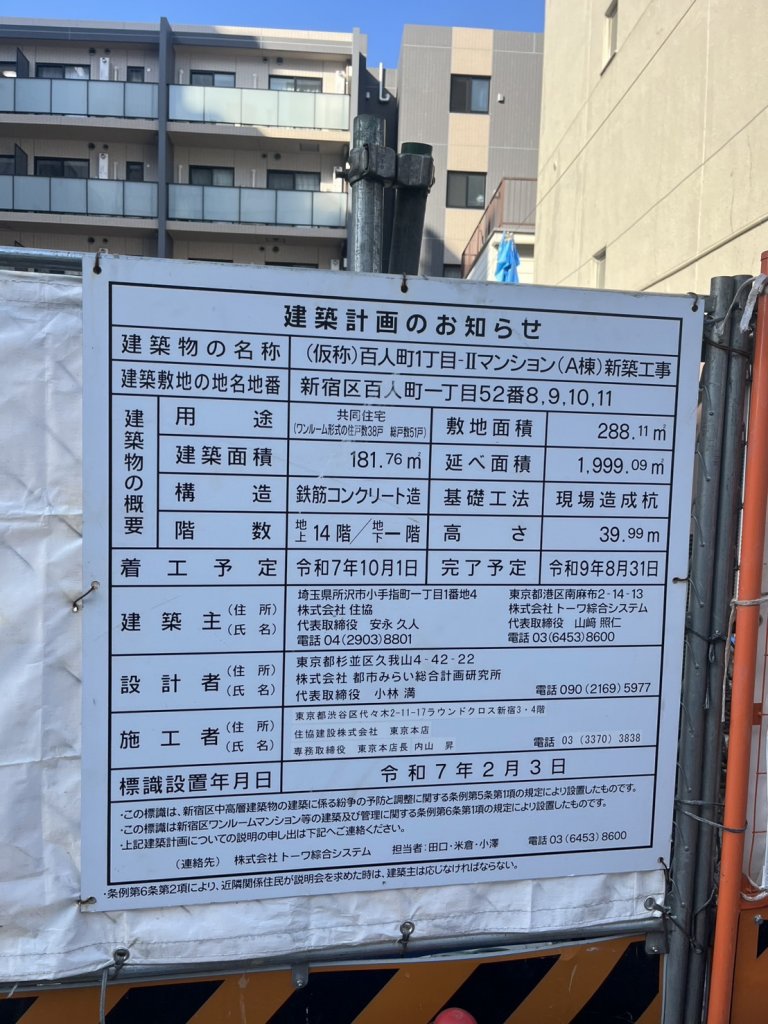 建築計画のお知らせ
建築物の名称 (仮称)百人町1丁目-Ⅱマンション(A棟)新築工事
建築敷地の地名地番 新宿区百人町一丁目52番8,9,10,11
建築物の概要
用途 共同住宅 敷地面積 288.11㎡
(ワンルーム形式の住戸数38戸 総戸数51戸)
建築面積 181.76㎡ 延べ面積 1,999.09㎡
構造 鉄筋コンクリート造 基礎工法 現場造成杭
階数 地上14階/地下ー階 高さ 39.99m
着工予定 令和7年10月1日 完了予定 令和9年8月31日
建築主 (住所) (氏名)
埼玉県所沢市小手指町一丁目1番地4
株式会社 住協
代表取締役 安永 久人
電話 04(2903)8801
東京都港区南麻布2-14-13
株式会社 トーワ綜合システム
代表取締役 山﨑 照仁
電話 03(6453)8600
設計者 (住所) (氏名)
東京都杉並区久我山4-42-22
株式会社 都市みらい総合計画研究所
代表取締役 小林 満 電話 090(2169)5977
施工者 (住所) (氏名)
東京都渋谷区代々木2-11-17ラウンドクロス新宿3・4階
住協建設株式会社 東京本店
専務取締役 東京本店長 内山 昇 電話 03(3370)3838
標識設置年月日 令和7年2月3日
・この標識は、新宿区中高層建築物の建築に係る紛争の予防と調整に関する条例第5条第1項の規定により設置したものです。
・この標識は新宿区ワンルームマンション等の建築及び管理に関する条例第6条第1項の規定により設置したものです。
・上記建築計画についての説明の申し出は下記へご連絡ください。
(連絡先) 株式会社 トーワ綜合システム 担当者:田口・米倉・小澤 電話 03(6453)8600
・条例第6条第2項により、近隣関係住民が説明会を求めた時は、建築主は応じなければならない。